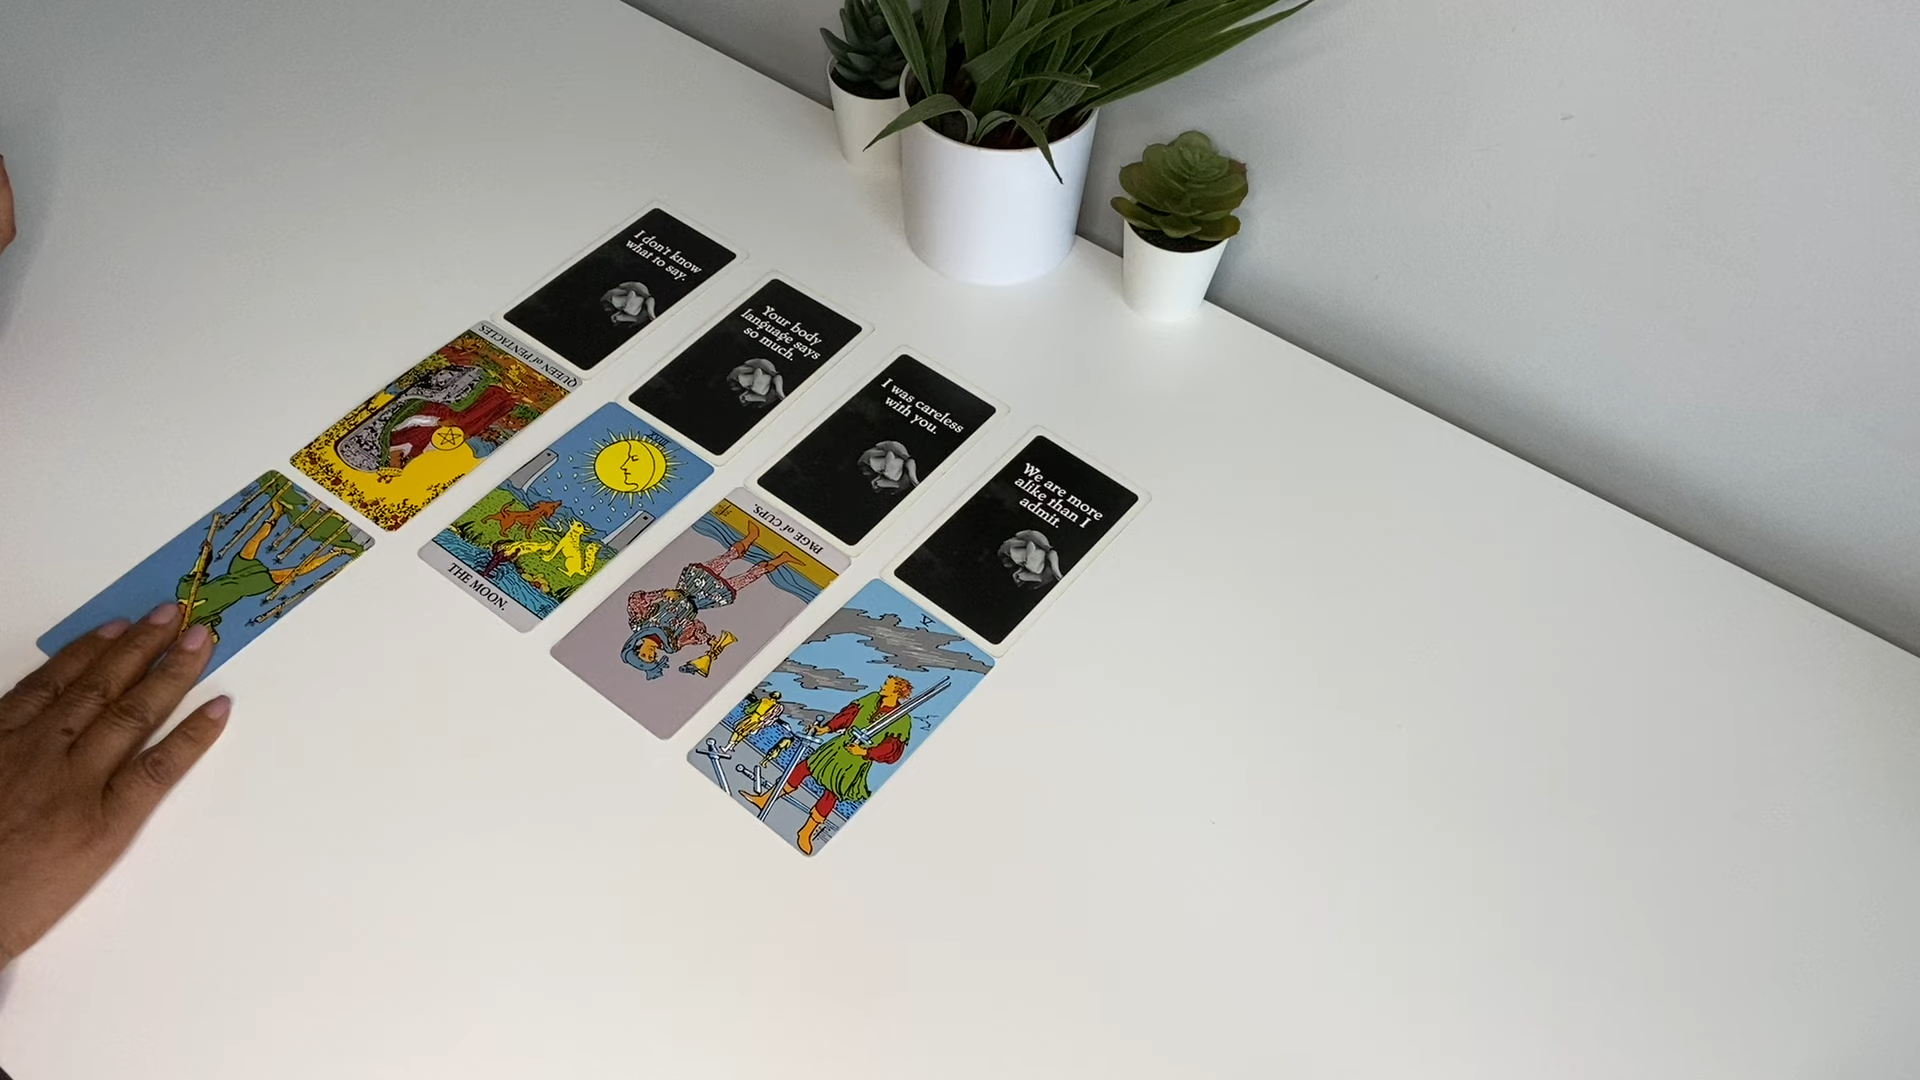 I don't know
what to say.
Your body
language says
so much.
I was careless
with you.
We are more
alike than I
admit.
QUEEN of PENTACLES
XVIII
THE MOON.
PAGE of CUPS.
V